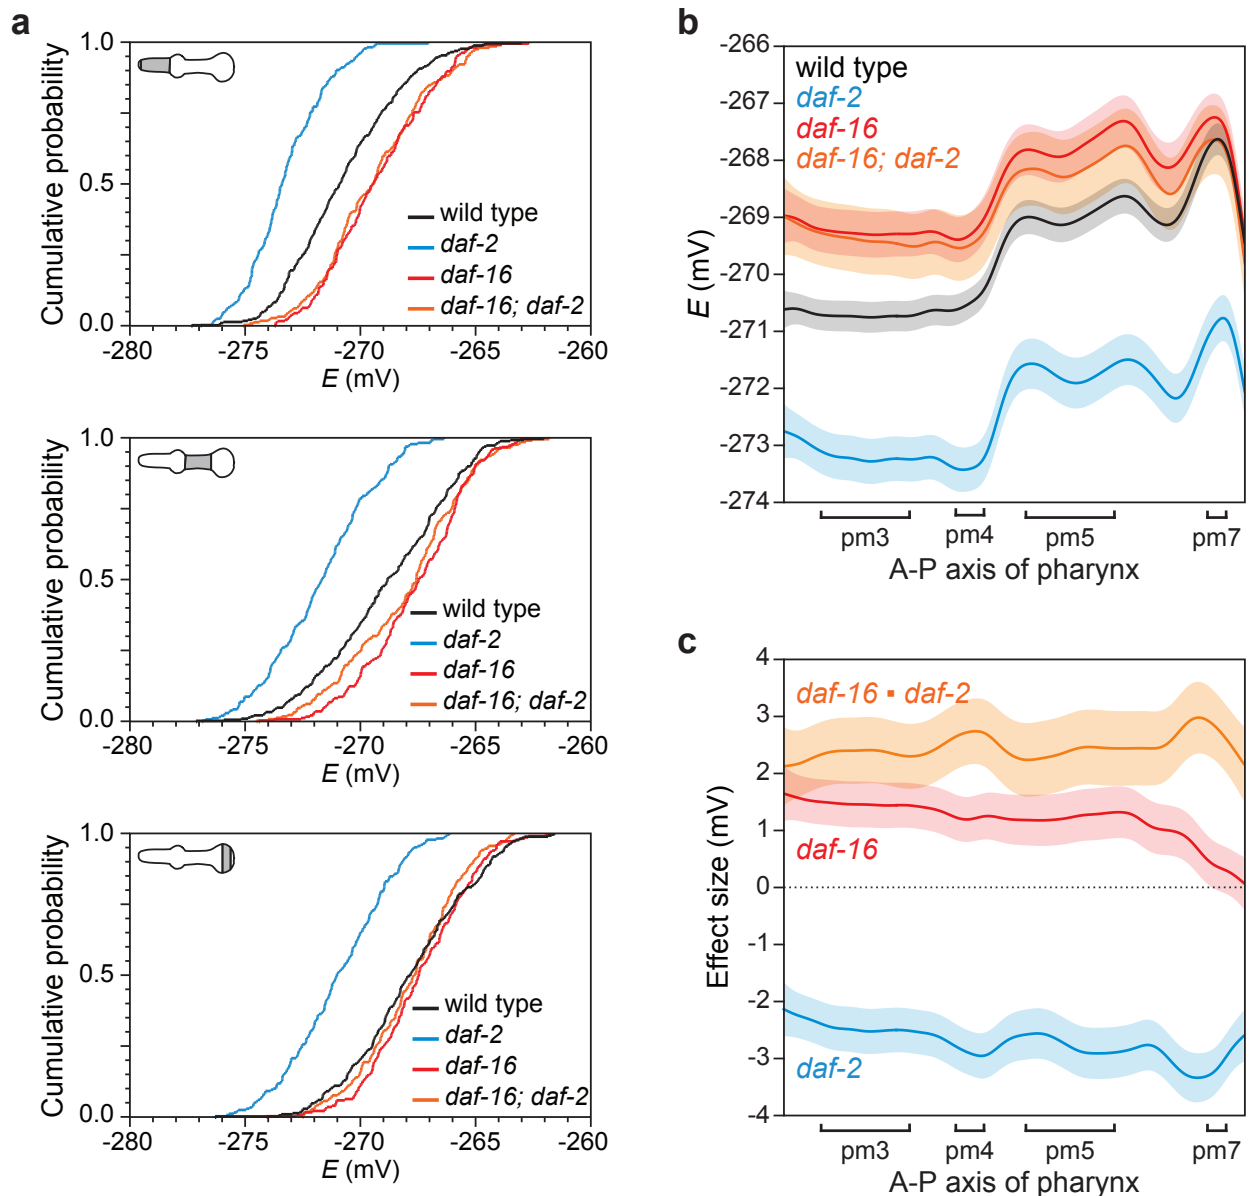 a
1.0
0.5
0.0
Cumulative probability
wild type
daf-2
daf-16
daf-16; daf-2
-280
-275
-270
-265
-260
E (mV)
1.0
0.5
0.0
Cumulative probability
wild type
daf-2
daf-16
daf-16; daf-2
-280
-275
-270
-265
-260
E (mV)
1.0
0.5
0.0
Cumulative probability
wild type
daf-2
daf-16
daf-16; daf-2
-280
-275
-270
-265
-260
E (mV)
b
-266
-267
-268
-269
-270
-271
-272
-273
-274
E (mV)
wild type
daf-2
daf-16
daf-16; daf-2
pm3
pm4
pm5
pm7
A-P axis of pharynx
c
4
3
2
1
0
-1
-2
-3
-4
Effect size (mV)
daf-16 ▪ daf-2
daf-16
daf-2
pm3
pm4
pm5
pm7
A-P axis of pharynx